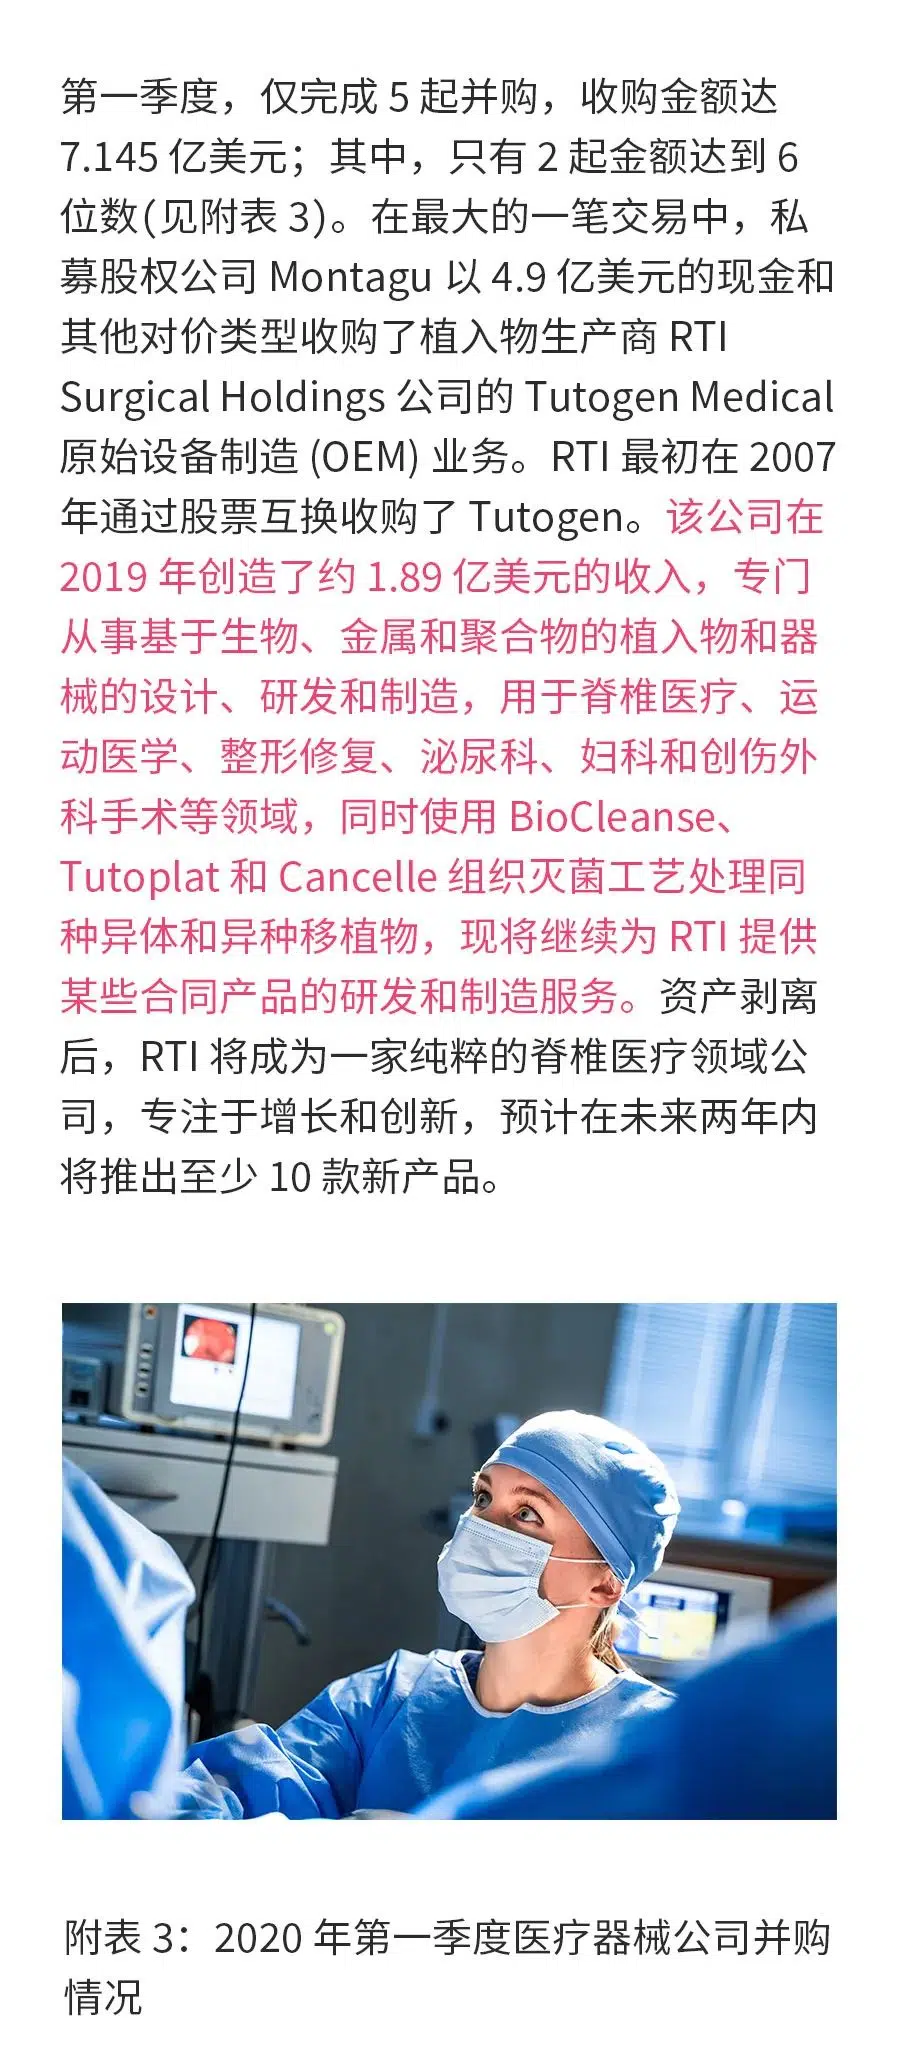 第一季度，仅完成 5 起并购，收购金额达
7.145 亿美元；其中，只有 2 起金额达到 6
位数(见附表 3)。在最大的一笔交易中，私
募股权公司 Montagu 以 4.9 亿美元的现金和
其他对价类型收购了植入物生产商 RTI
Surgical Holdings 公司的 Tutogen Medical
原始设备制造 (OEM) 业务。RTI 最初在 2007
年通过股票互换收购了 Tutogen。该公司在
2019 年创造了约 1.89 亿美元的收入，专门
从事基于生物、金属和聚合物的植入物和器
械的设计、研发和制造，用于脊椎医疗、运
动医学、整形修复、泌尿科、妇科和创伤外
科手术等领域，同时使用 BioCleanse、
Tutoplat 和 Cancelle 组织灭菌工艺处理同
种异体和异种移植物，现将继续为 RTI 提供
某些合同产品的研发和制造服务。资产剥离
后，RTI 将成为一家纯粹的脊椎医疗领域公
司，专注于增长和创新，预计在未来两年内
将推出至少 10 款新产品。
附表 3：2020 年第一季度医疗器械公司并购
情况